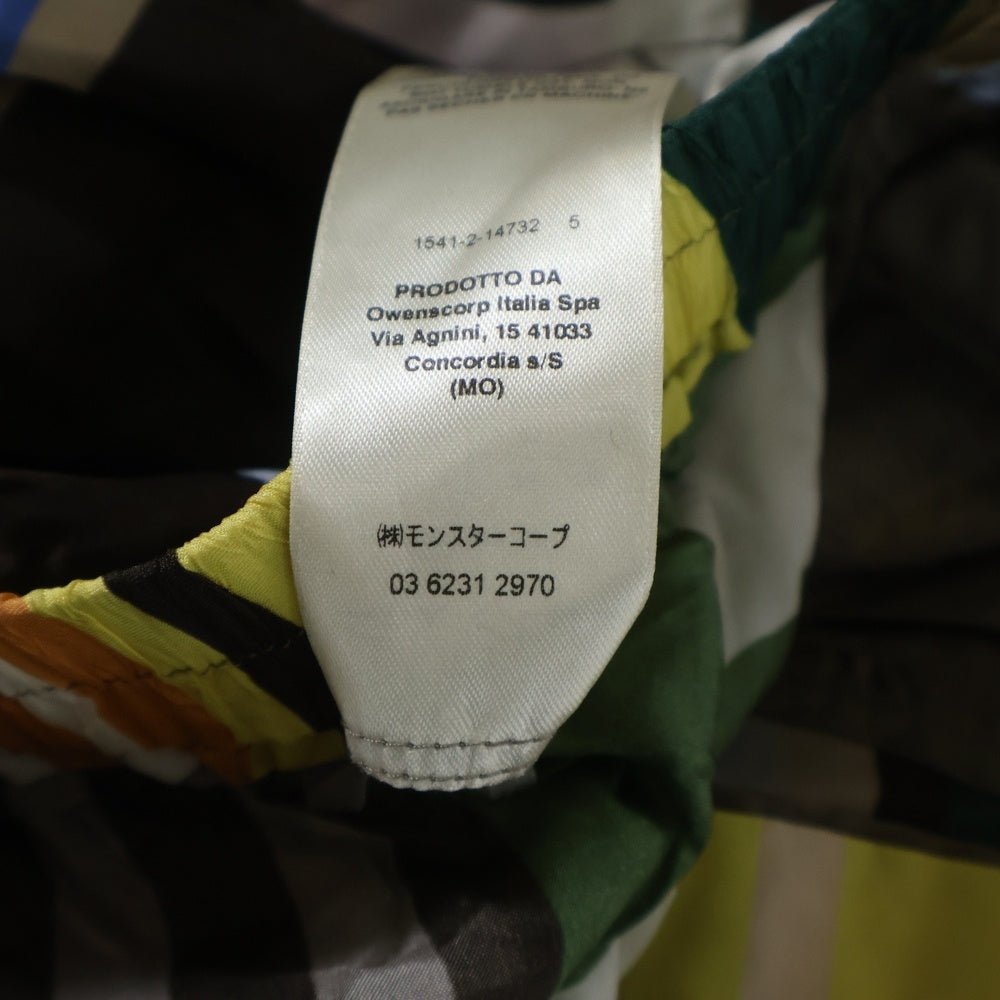 1541-2-14732 5
PRODOTTO DA
Owenscorp Italia Spa
Via Agnini, 15 41033
Concordia s/S
(MO)
㈱モンスターコープ
03 6231 2970